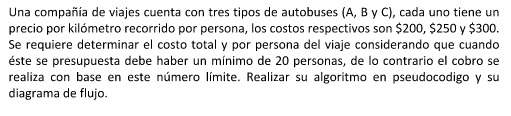 Una compañía de viajes cuenta con tres tipos de autobuses (A, B y C), cada uno tiene un
precio por kilómetro recorrido por persona, los costos respectivos son $200, $250 y $300.
Se requiere determinar el costo total y por persona del viaje considerando que cuando
éste se presupuesta debe haber un mínimo de 20 personas, de lo contrario el cobro se
realiza con base en este número límite. Realizar su algoritmo en pseudocodigo y su
diagrama de flujo.